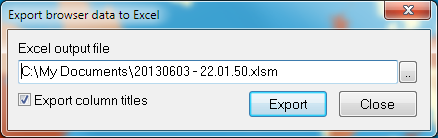 Export browser data to Excel
Excel output file
C:\My Documents\20130603 - 22.01.50.xlsm
..
Export column titles
Export
Close